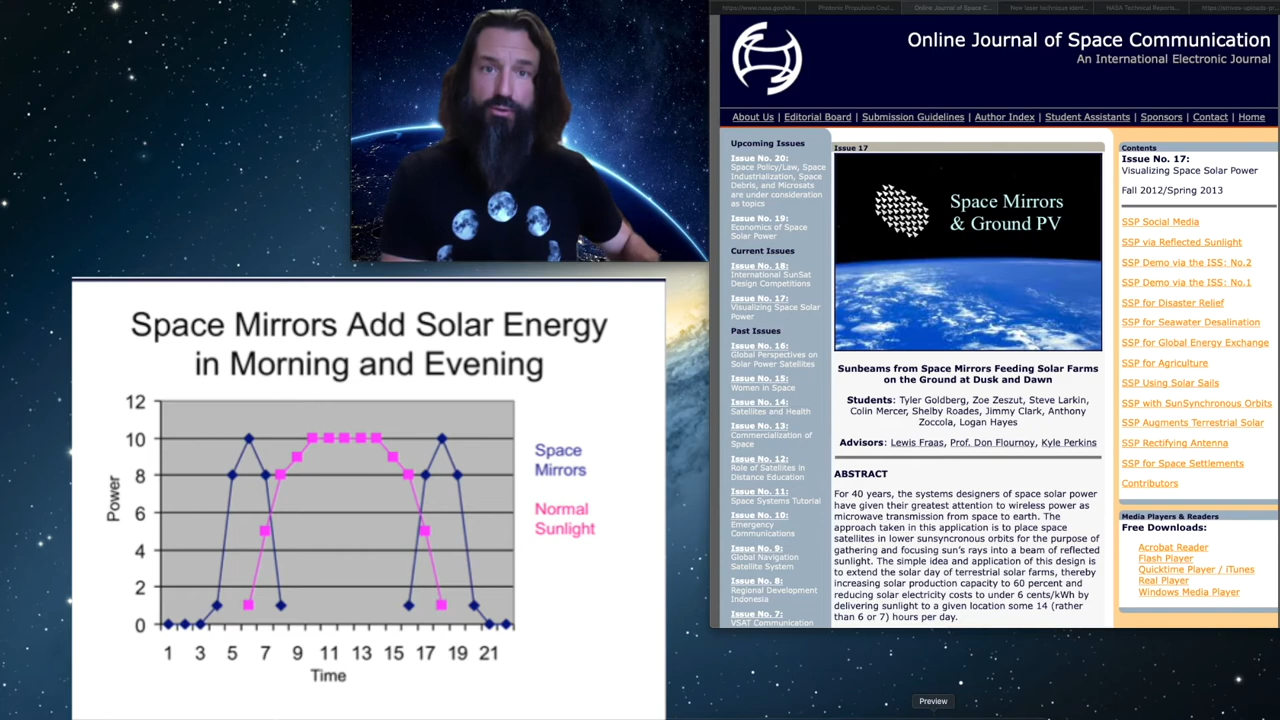 https://www.nasa.gov/site...
Photonic Propulsion Coul...
Online Journal of Space C...
New laser technique ident...
NASA Technical Reports...
Online Journal of Space Communication
An International Electronic Journal
About Us | Editorial Board | Submission Guidelines | Author Index | Student Assistants | Sponsors | Contact | Home
Upcoming Issues
Issue No. 20:
Space Policy/Law, Space
Industrialization, Space
Debris, and Microsats
are under consideration
as topics
Issue No. 19:
Economics of Space
Solar Power
Current Issues
Issue No. 18:
International SunSat
Design Competitions
Issue No. 17:
Visualizing Space Solar
Power
Past Issues
Issue No. 16:
Global Perspectives on
Solar Power Satellites
Issue No. 15:
Women in Space
Issue No. 14:
Satellites and Health
Issue No. 13:
Commercialization of
Space
Issue No. 12:
Role of Satellites in
Distance Education
Issue No. 11:
Space Systems Tutorial
Issue No. 10:
Emergency
Communications
Issue No. 9:
Global Navigation
Satellite System
Issue No. 8:
Regional Development
Indonesia
Issue No. 7:
VSAT Communication
Issue 17
Space Mirrors
& Ground PV
Sunbeams from Space Mirrors Feeding Solar Farms
on the Ground at Dusk and Dawn
Students: Tyler Goldberg, Zoe Zeszut, Steve Larkin,
Colin Mercer, Shelby Roades, Jimmy Clark, Anthony
Zoccola, Logan Hayes
Advisors: Lewis Fraas, Prof. Don Flournoy, Kyle Perkins
ABSTRACT
For 40 years, the systems designers of space solar power
have given their greatest attention to wireless power as
microwave transmission from space to earth. The
approach taken in this application is to place space
satellites in lower sunsyncronous orbits for the purpose of
gathering and focusing sun's rays into a beam of reflected
sunlight. The simple idea and application of this design is
to extend the solar day of terrestrial solar farms, thereby
increasing solar production capacity to 60 percent and
reducing solar electricity costs to under 6 cents/kWh by
delivering sunlight to a given location some 14 (rather
than 6 or 7) hours per day.
Contents
Issue No. 17:
Visualizing Space Solar Power
Fall 2012/Spring 2013
SSP Social Media
SSP via Reflected Sunlight
SSP Demo via the ISS: No.2
SSP Demo via the ISS: No.1
SSP for Disaster Relief
SSP for Seawater Desalination
SSP for Global Energy Exchange
SSP for Agriculture
SSP Using Solar Sails
SSP with SunSynchronous Orbits
SSP Augments Terrestrial Solar
SSP Rectifying Antenna
SSP for Space Settlements
Contributors
Media Players & Readers
Free Downloads:
Acrobat Reader
Flash Player
Quicktime Player / iTunes
Real Player
Windows Media Player
Space Mirrors Add Solar Energy
in Morning and Evening
12
10
8
6
4
2
0
Power
1 3 5 7 9 11 13 15 17 19 21
Time
Space
Mirrors
Normal
Sunlight
Preview